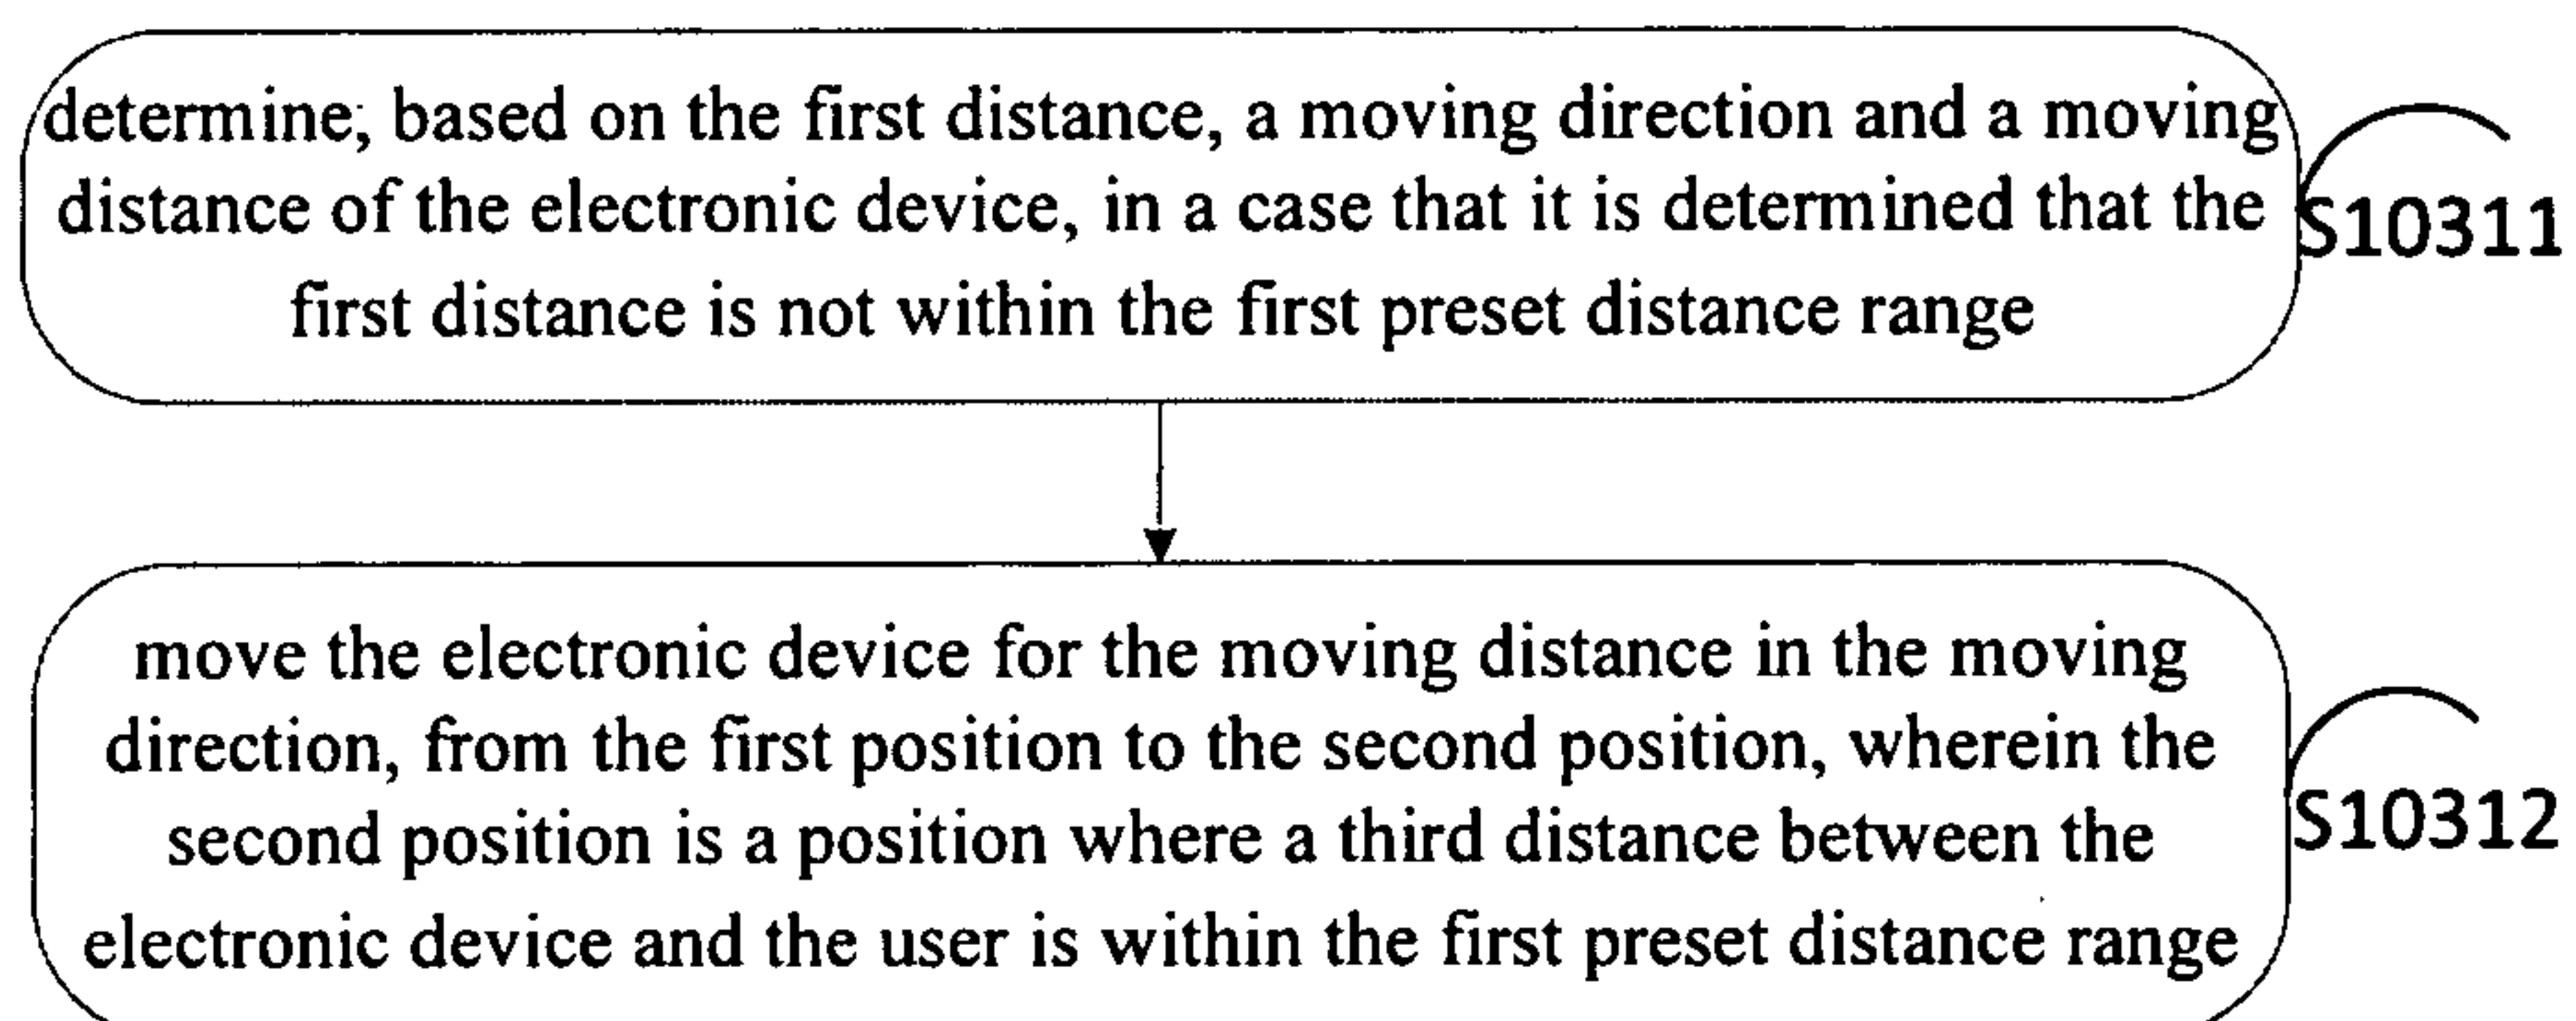 determine, based on the first distance, a moving direction and a moving
distance of the electronic device, in a case that it is determined that the
first distance is not within the first preset distance range
S10311
move the electronic device for the moving distance in the moving
direction, from the first position to the second position, wherein the
second position is a position where a third distance between the
electronic device and the user is within the first preset distance range
S10312